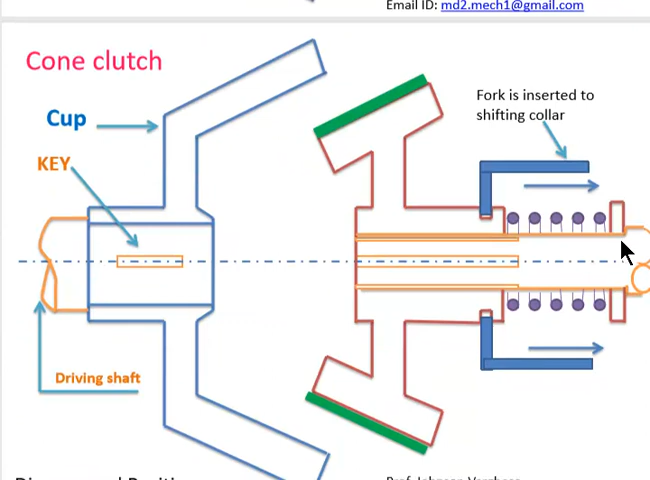 Email ID: md2.mech1@gmail.com
Cone clutch
Cup
KEY
Fork is inserted to
shifting collar
Driving shaft